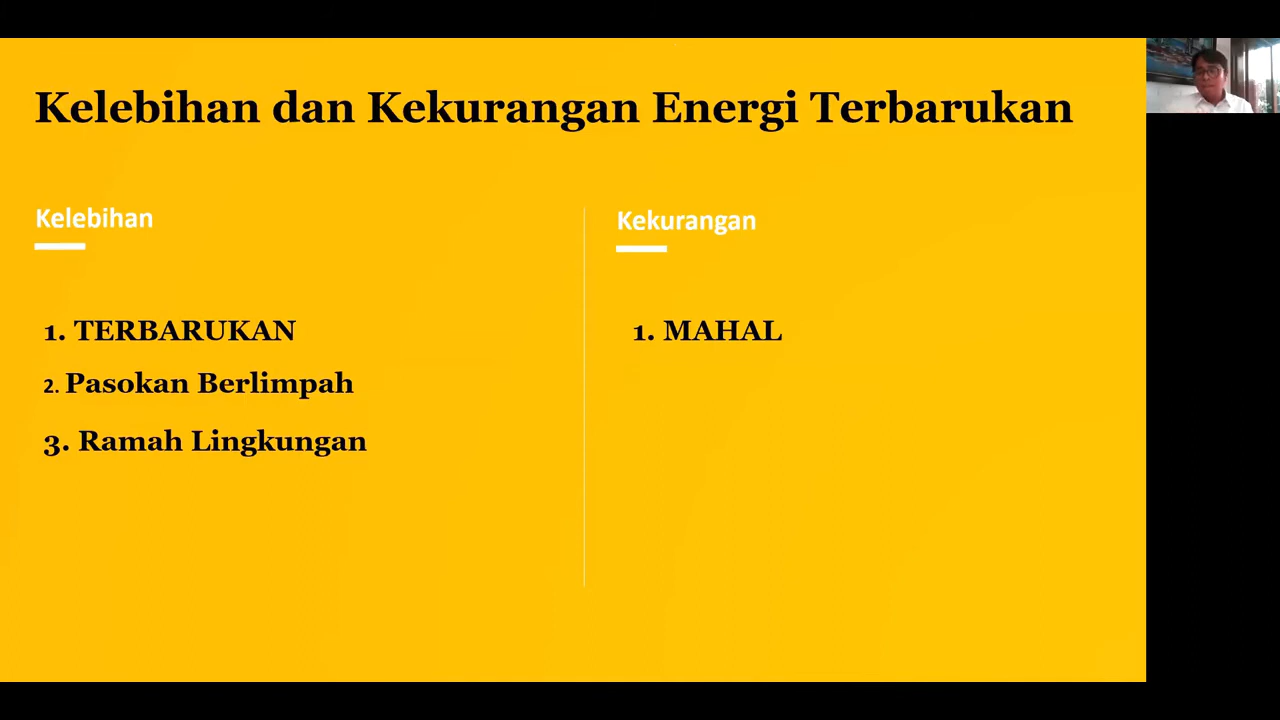 Kelebihan dan Kekurangan Energi Terbarukan
Kelebihan
1. TERBARUKAN
2. Pasokan Berlimpah
3. Ramah Lingkungan
Kekurangan
1. MAHAL